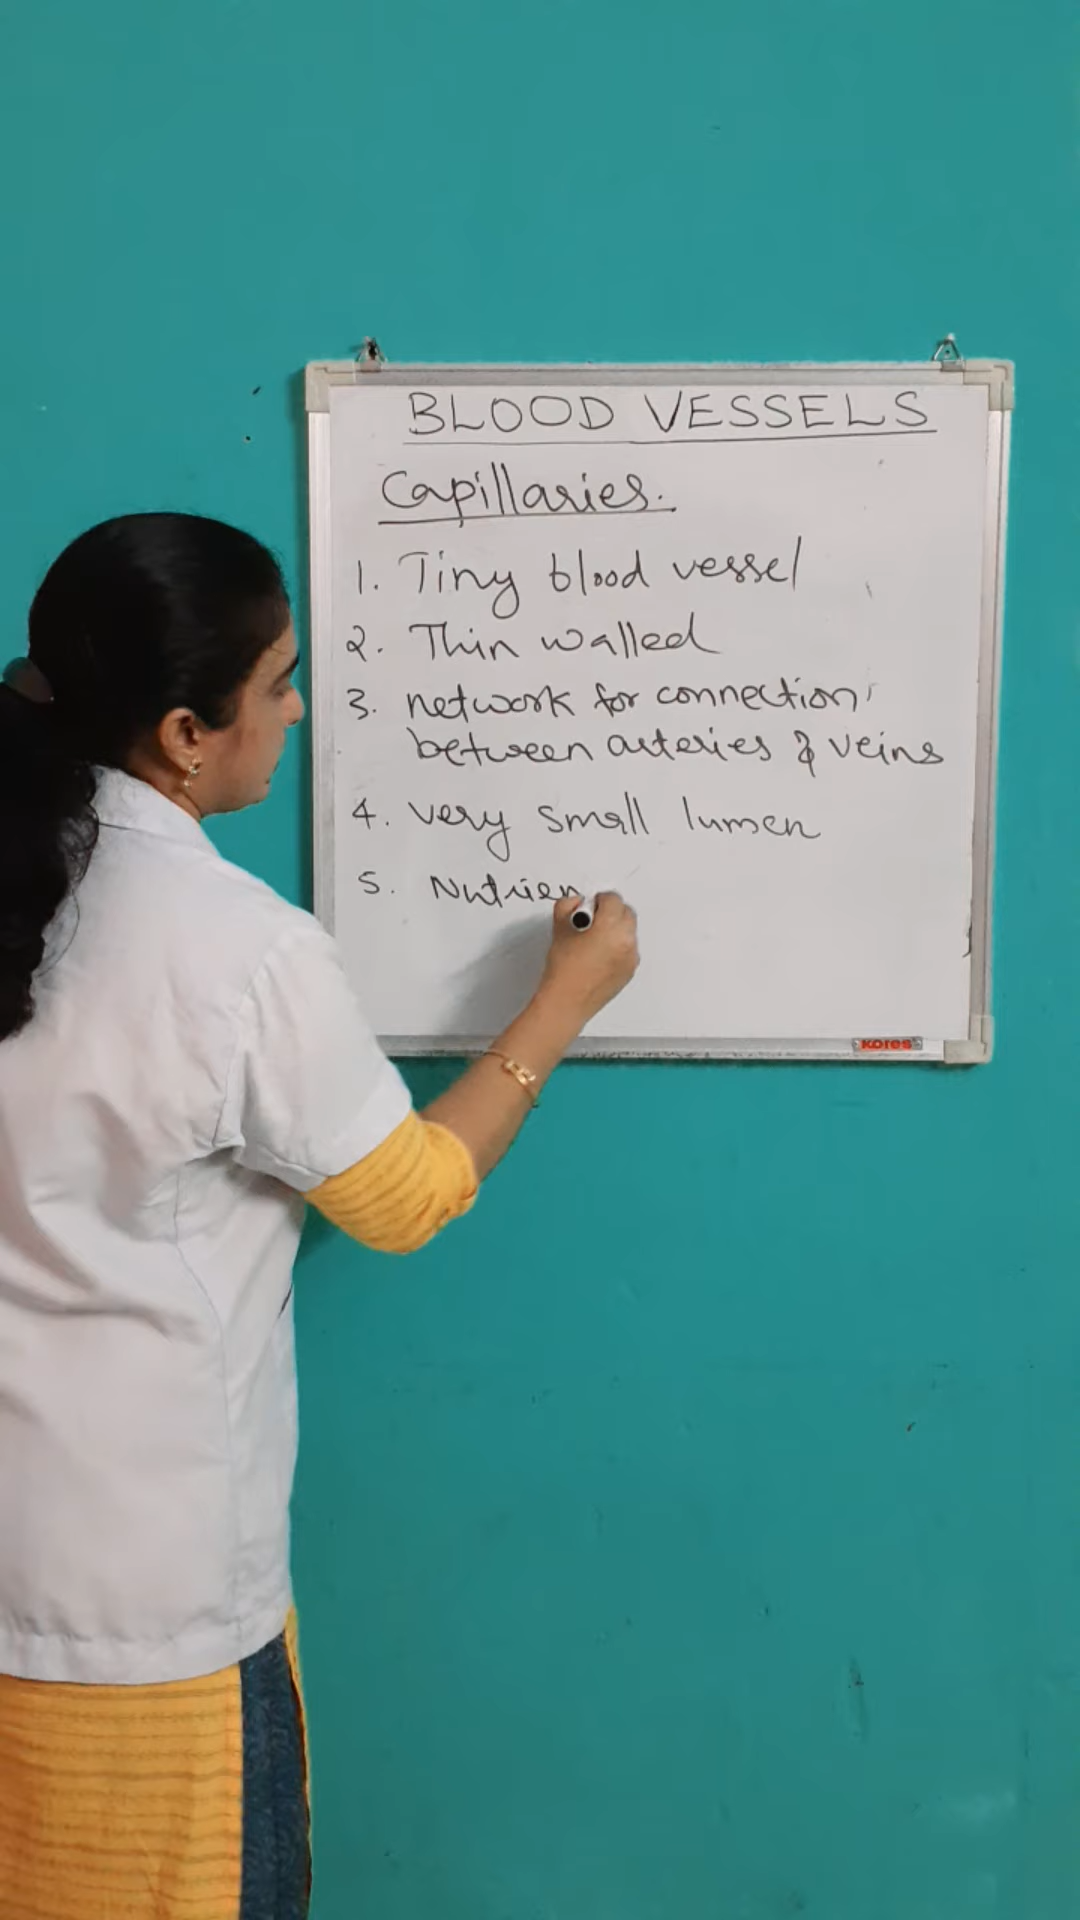 BLOOD VESSELS
Capillaries.
1. Tiny blood vessel
2. Thin walled
3. network for connection
between arteries & veins
4. very small lumen
5. Nutrien
Kores